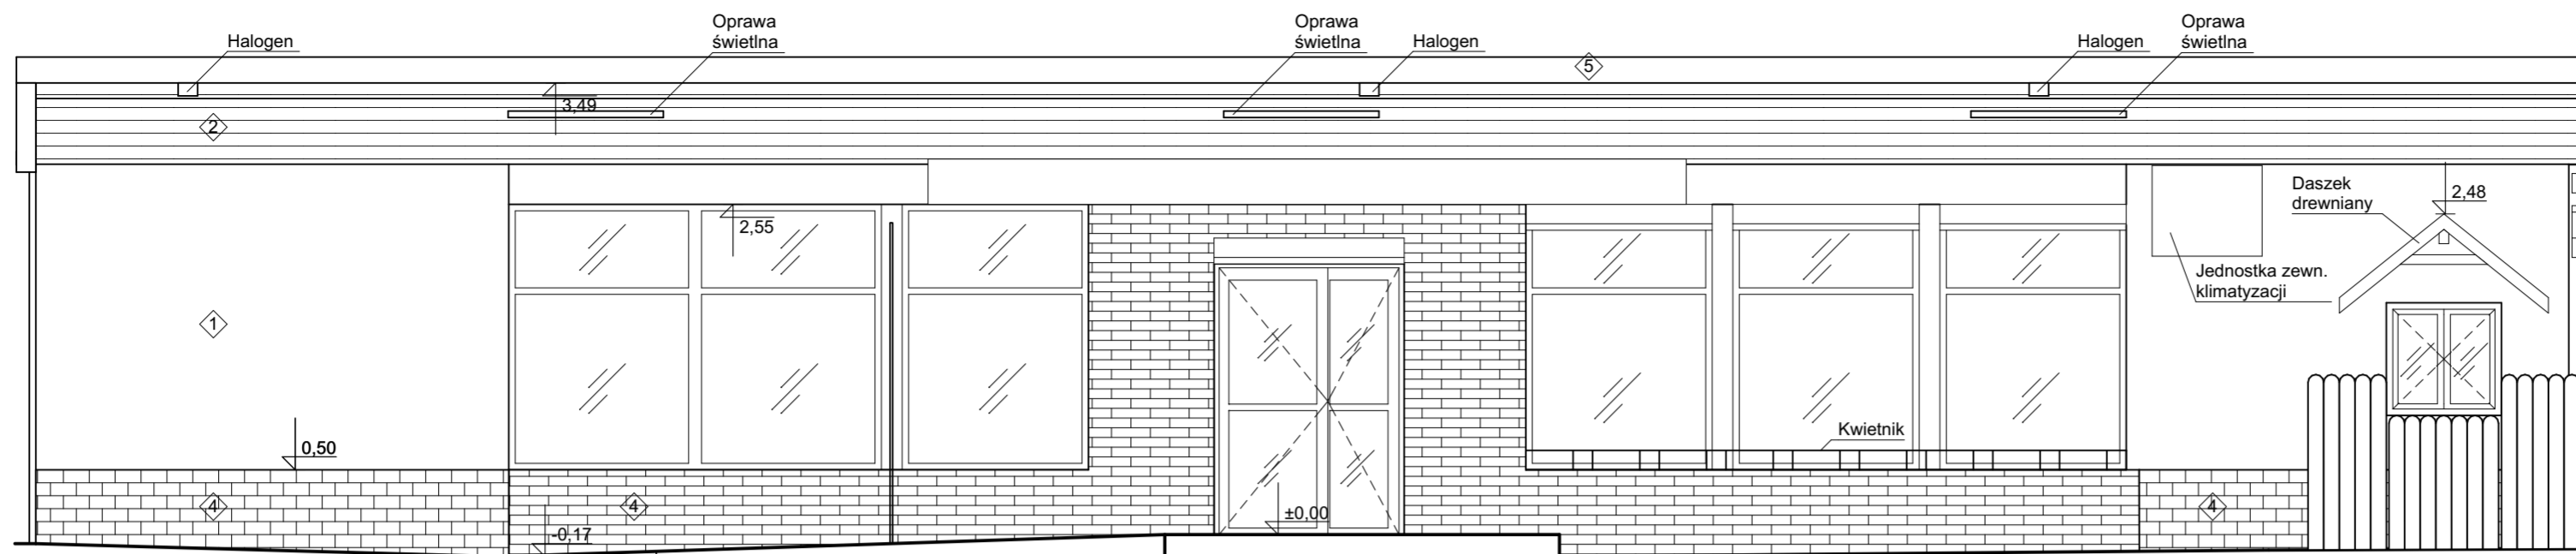 Oprawa
świetlna
Halogen
Oprawa
świetlna
Halogen
Halogen
Oprawa
świetlna
5
3,49
2
Daszek
drewniany
2,48
2,55
Jednostka zewn.
klimatyzacji
1
Kwietnik
0,50
4
4
4
±0,00
-0,17